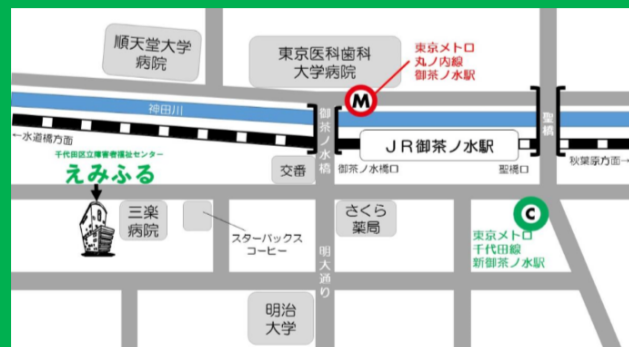 順天堂大学
病院
東京医科歯科
大学病院
東京メトロ
丸ノ内線
御茶ノ水駅
M
神田川
御茶ノ水橋
聖橋
←水道橋方面
JR御茶ノ水駅
秋葉原方面→
千代田区立障害者福祉センター
えみふる
交番
御茶ノ水橋口
聖橋口
三楽
病院
スターバックス
コーヒー
さくら
薬局
C
東京メトロ
千代田線
新御茶ノ水駅
明大通り
明治
大学